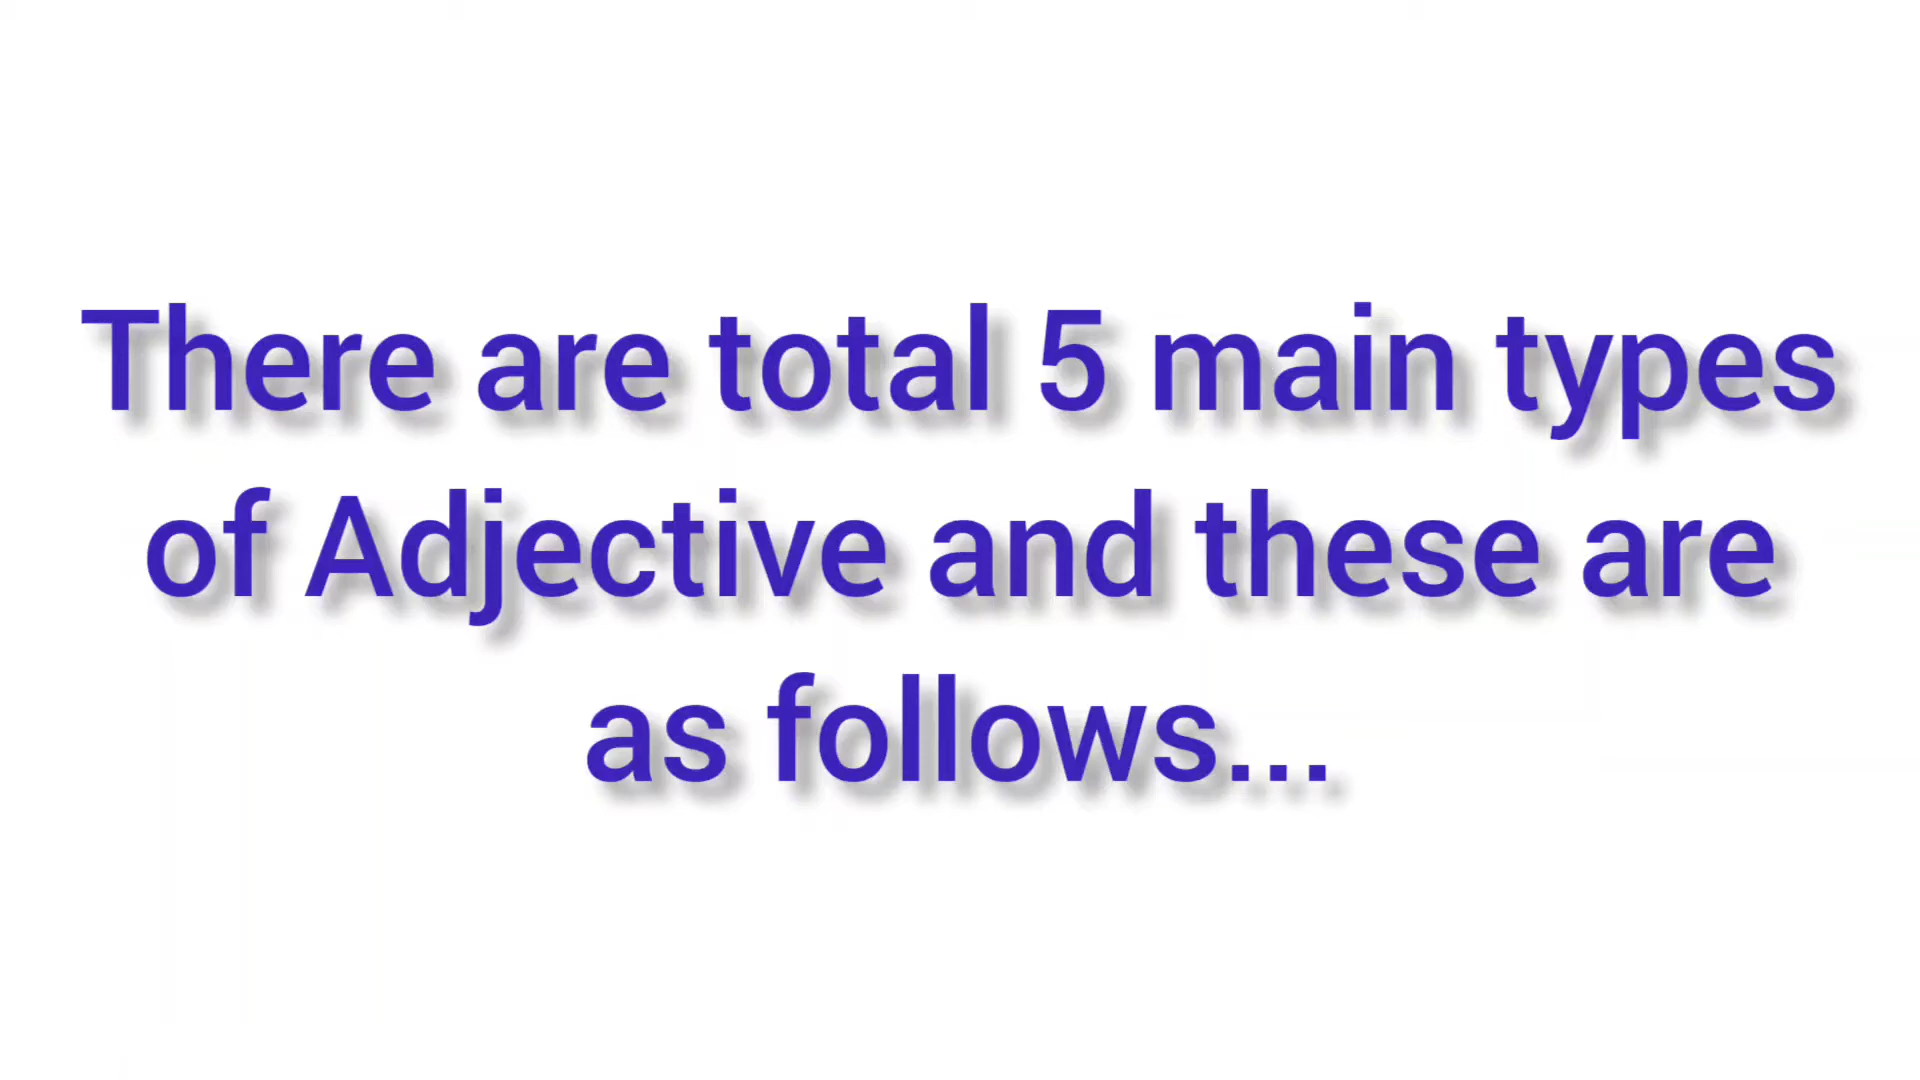 There are total 5 main types
of Adjective and these are
as follows...